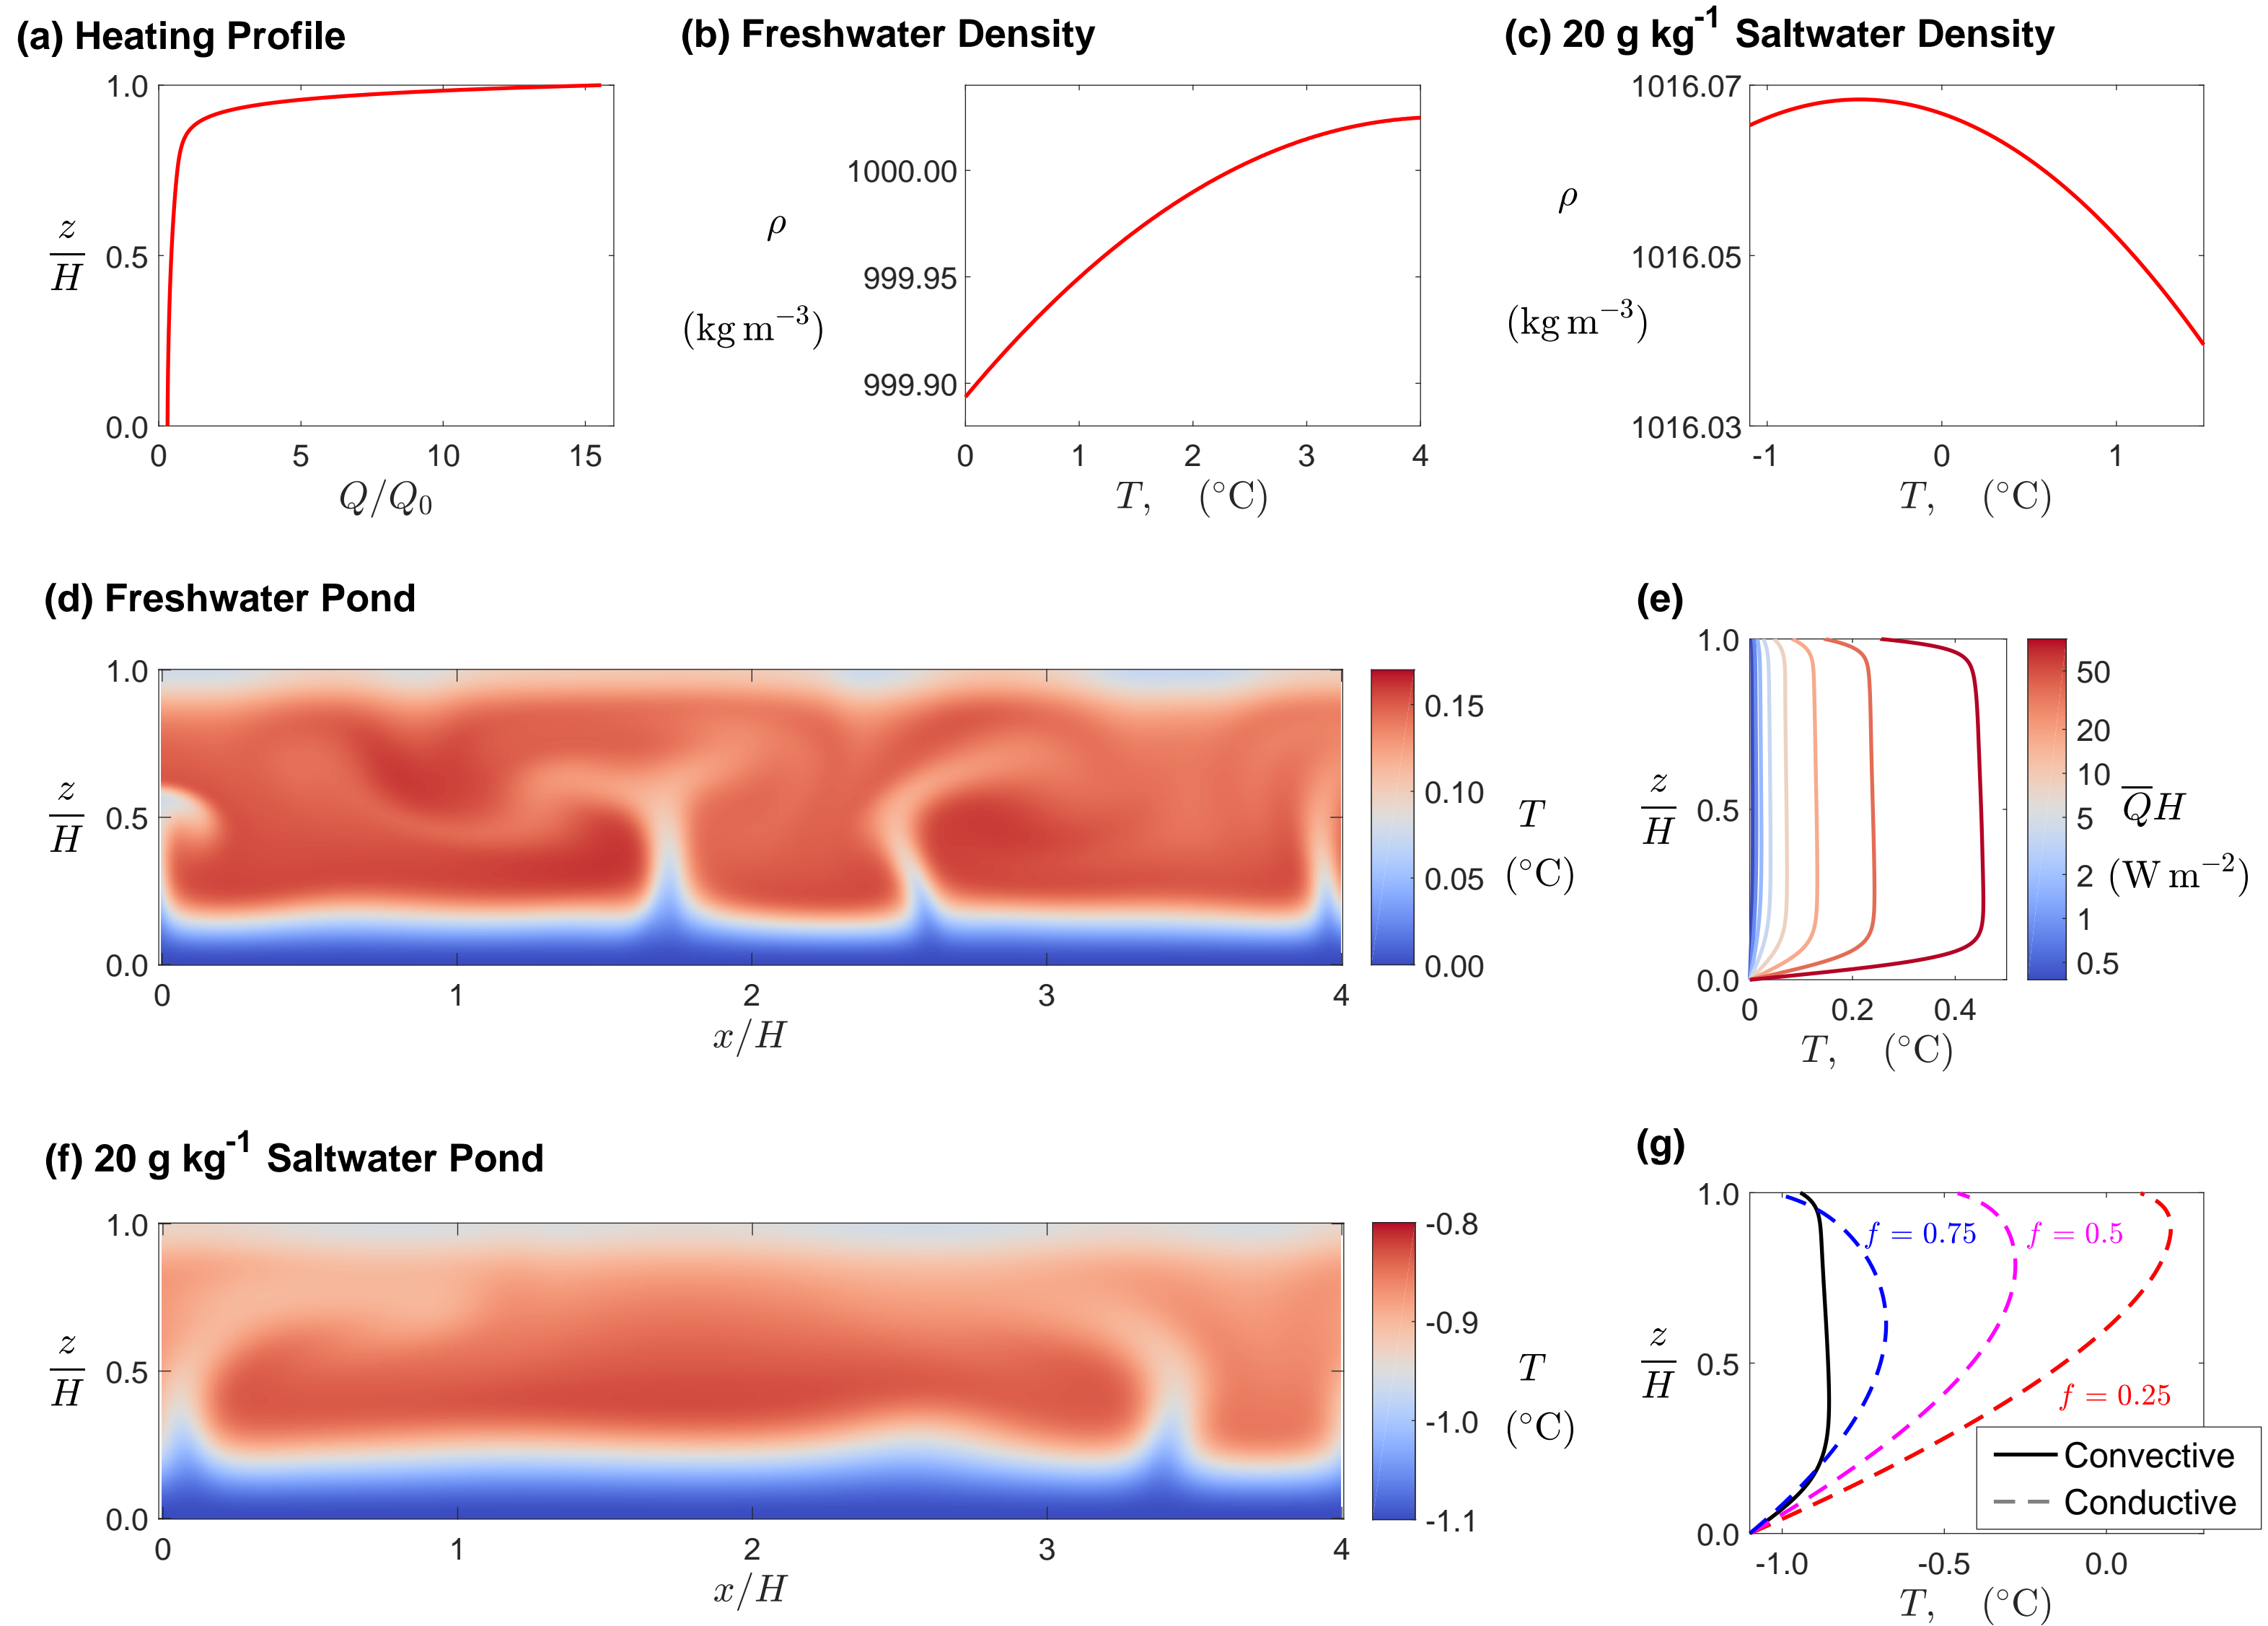 (a) Heating Profile
1.0
0.5
0.0
z
H
0 5 10 15
Q/Q₀
(b) Freshwater Density
1000.00
999.95
999.90
ρ
(kg m⁻³)
0 1 2 3 4
T, (°C)
(c) 20 g kg⁻¹ Saltwater Density
1016.07
1016.05
1016.03
ρ
(kg m⁻³)
-1 0 1
T, (°C)
(d) Freshwater Pond
1.0
0.5
0.0
z
H
0 1 2 3 4
x/H
0.15
0.10
0.05
0.00
T
(°C)
(e)
1.0
0.5
0.0
z
H
0 0.2 0.4
T, (°C)
50
20
10
5
2
1
0.5
Q̅H
(W m⁻²)
(f) 20 g kg⁻¹ Saltwater Pond
1.0
0.5
0.0
z
H
0 1 2 3 4
x/H
-0.8
-0.9
-1.0
-1.1
T
(°C)
(g)
1.0
0.5
0.0
z
H
f = 0.75
f = 0.5
f = 0.25
Convective
Conductive
-1.0 -0.5 0.0
T, (°C)